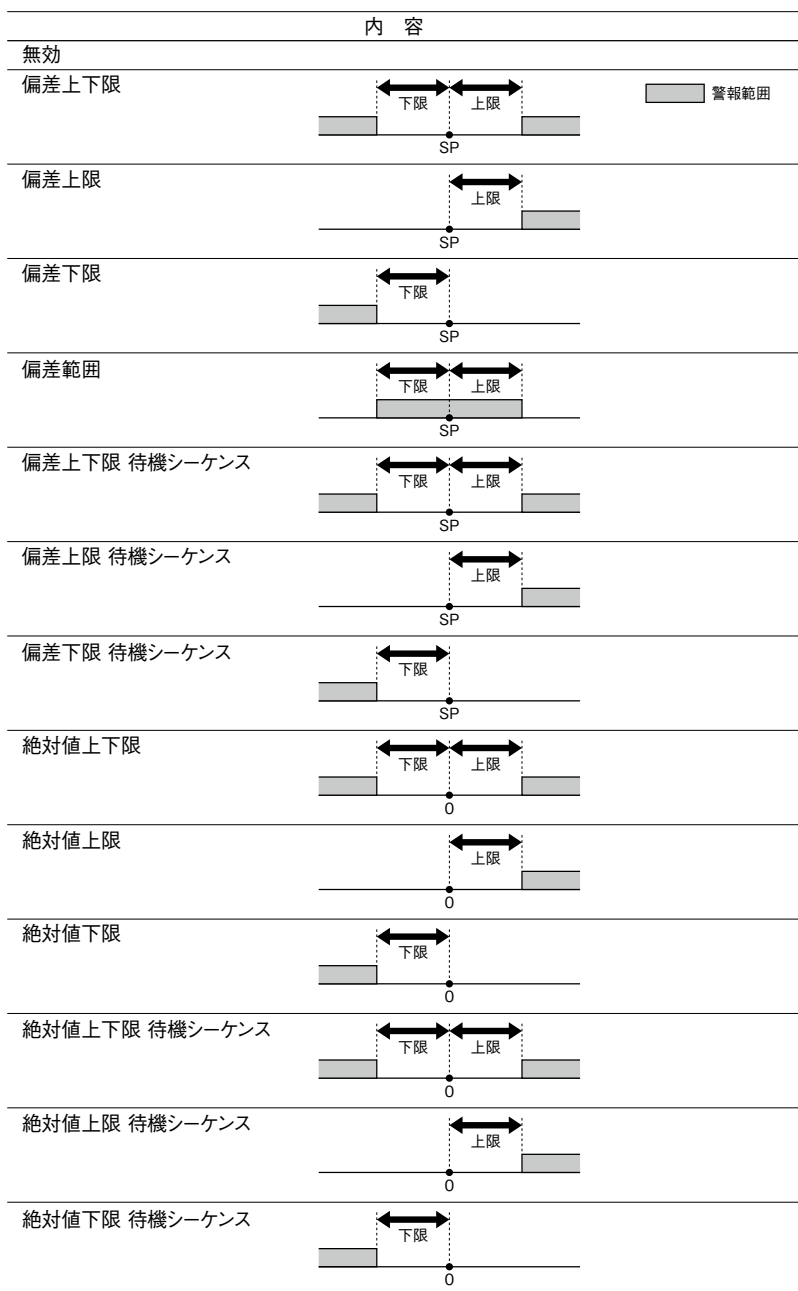 内 容
無効
偏差上下限
下限 上限
SP
警報範囲
偏差上限
上限
SP
偏差下限
下限
SP
偏差範囲
下限 上限
SP
偏差上下限 待機シーケンス
下限 上限
SP
偏差上限 待機シーケンス
上限
SP
偏差下限 待機シーケンス
下限
SP
絶対値上下限
下限 上限
0
絶対値上限
上限
0
絶対値下限
下限
0
絶対値上下限 待機シーケンス
下限 上限
0
絶対値上限 待機シーケンス
上限
0
絶対値下限 待機シーケンス
下限
0